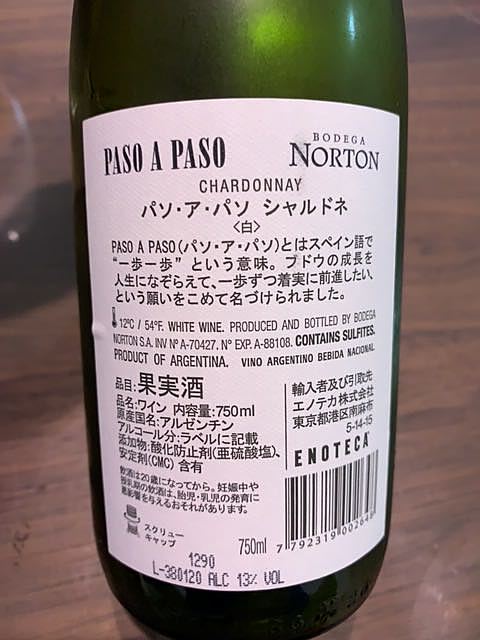 PASO A PASO
BODEGA
NORTON
CHARDONNAY
パソ・ア・パソ シャルドネ
<白>
PASO A PASO(パソ・ア・パソ)とはスペイン語で
“一歩一歩” という意味。ブドウの成長を
人生になぞらえて、一歩ずつ着実に前進したい、
という願いをこめて名づけられました。
12ºC / 54ºF. WHITE WINE. PRODUCED AND BOTTLED BY BODEGA
NORTON S.A. INV Nº A-70427. Nº EXP. A-88108. CONTAINS SULFITES.
PRODUCT OF ARGENTINA. VINO ARGENTINO BEBIDA NACIONAL.
品目:果実酒
品名:ワイン 内容量:750ml
原産国名:アルゼンチン
アルコール分:ラベルに記載
添加物:酸化防止剤(亜硫酸塩)、
安定剤(CMC) 含有
飲酒は20歳になってから。妊娠中や
授乳期の飲酒は、胎児・乳児の発育に
悪影響を与えるおそれがあります。
スクリュー
キャップ
輸入者及び引取先
エノテカ株式会社
東京都港区南麻布
5-14-15
ENOTECA
750ml
7 792319 002648
1290
L-380120 ALC 13% VOL